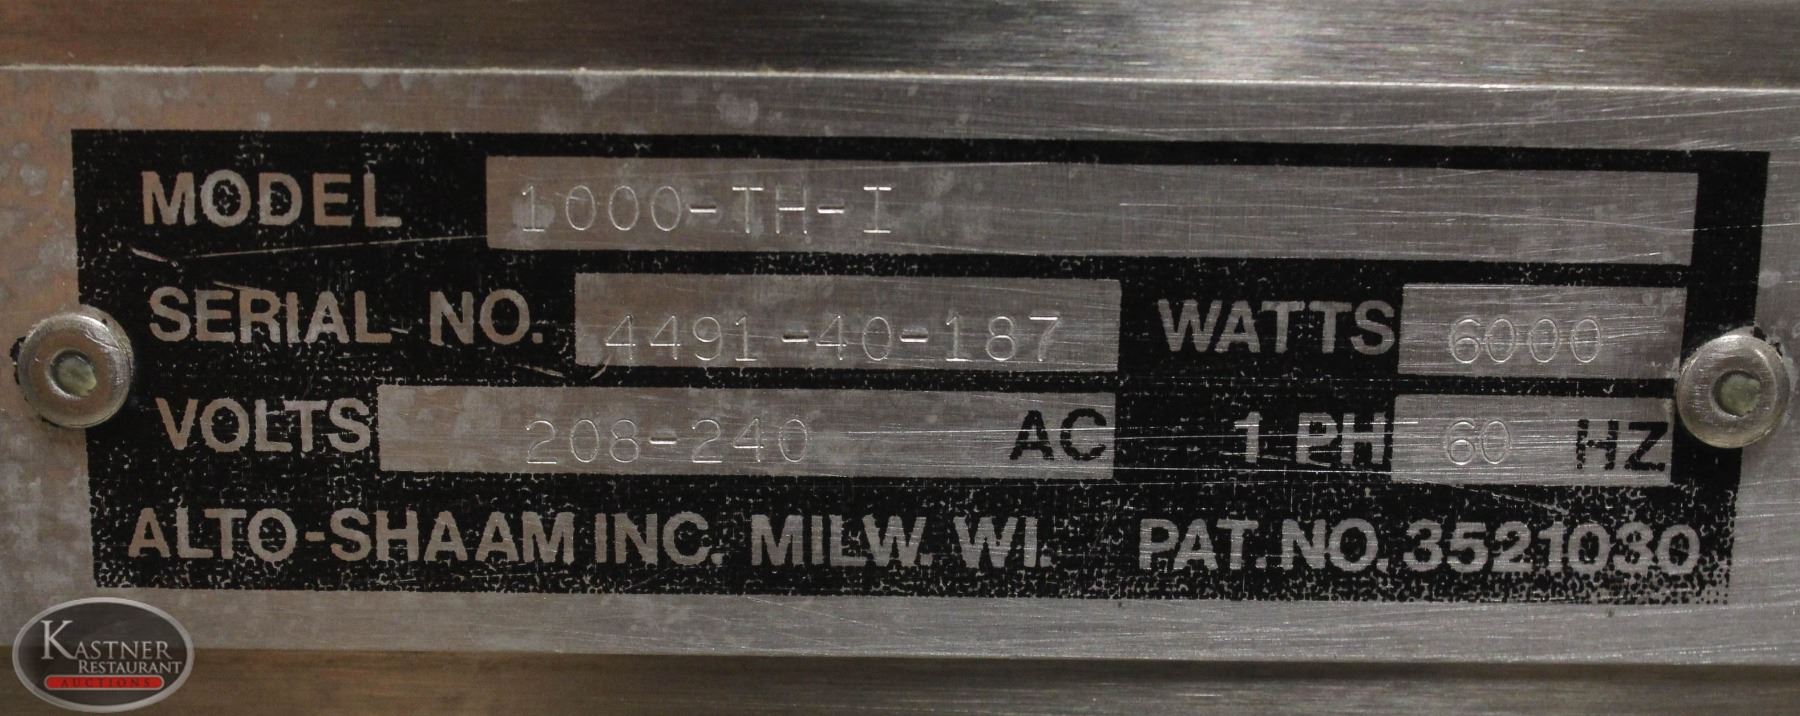 MODEL 1000-TH-I
SERIAL NO. 4491-40-187 WATTS 6000
VOLTS 208-240 AC 1 PH 60 HZ
ALTO-SHAAM INC. MILW. WI. PAT. NO. 3521030
KASTNER
RESTAURANT
AUCTIONS